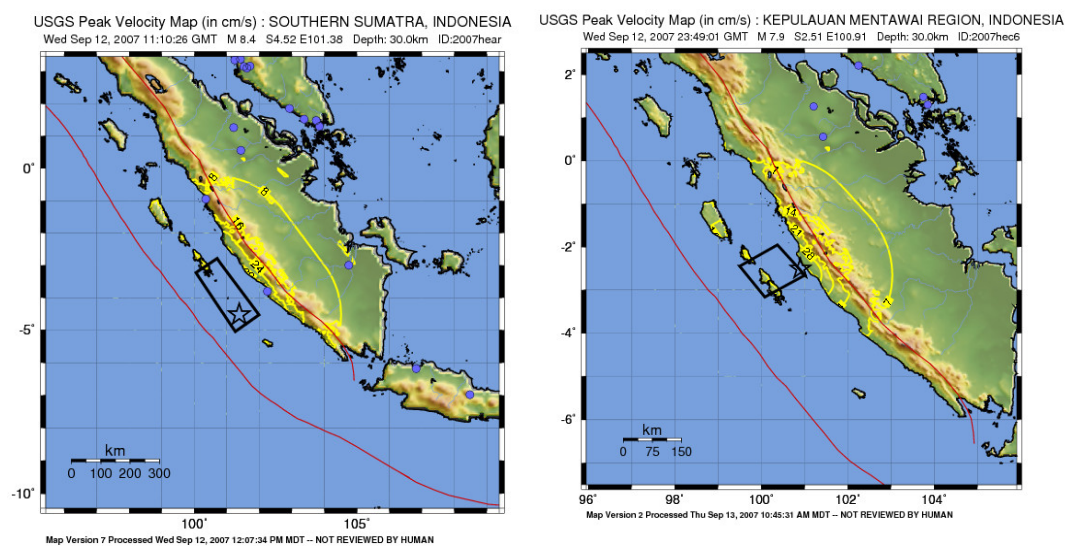 USGS Peak Velocity Map (in cm/s) : SOUTHERN SUMATRA, INDONESIA
Wed Sep 12, 2007 11:10:26 GMT M 8.4 S4.52 E101.38 Depth: 30.0km ID:2007hear
0°
-5°
-10°
100°
105°
8
8
16
24
km
0 100 200 300
Map Version 7 Processed Wed Sep 12, 2007 12:07:34 PM MDT -- NOT REVIEWED BY HUMAN
USGS Peak Velocity Map (in cm/s) : KEPULAUAN MENTAWAI REGION, INDONESIA
Wed Sep 12, 2007 23:49:01 GMT M 7.9 S2.51 E100.91 Depth: 30.0km ID:2007hec6
2°
0°
-2°
-4°
-6°
7
14
21
28
7
km
0 75 150
96° 98° 100° 102° 104°
Map Version 2 Processed Thu Sep 13, 2007 10:45:31 AM MDT -- NOT REVIEWED BY HUMAN